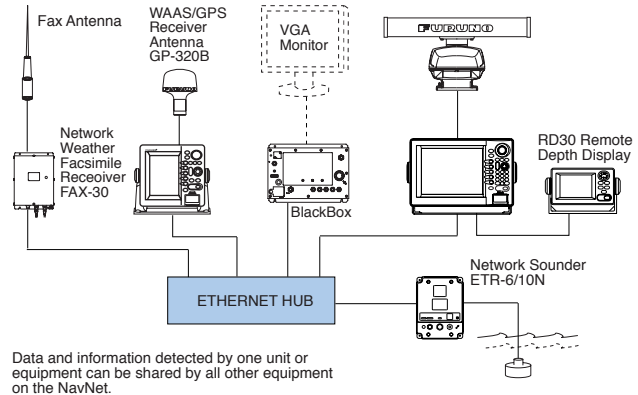 Fax Antenna
WAAS/GPS
Receiver
Antenna
GP-320B
VGA
Monitor
FURUNO
Network
Weather
Facsimile
Receoiver
FAX-30
BlackBox
RD30 Remote
Depth Display
Network Sounder
ETR-6/10N
ETHERNET HUB
Data and information detected by one unit or
equipment can be shared by all other equipment
on the NavNet.